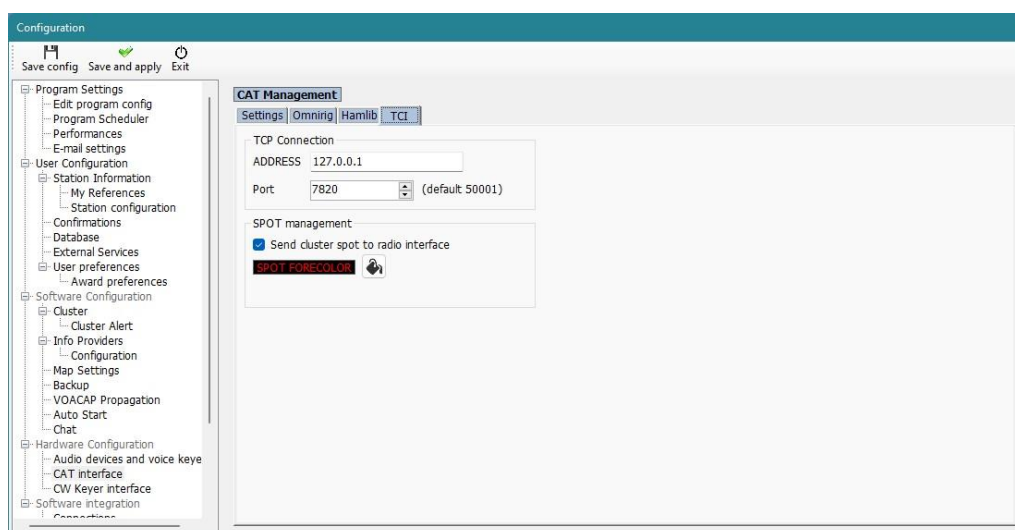 Configuration
Save config Save and apply Exit
Program Settings
Edit program config
Program Scheduler
Performances
E-mail settings
User Configuration
Station Information
My References
Station configuration
Confirmations
Database
External Services
User preferences
Award preferences
Software Configuration
Cluster
Cluster Alert
Info Providers
Configuration
Map Settings
Backup
VOACAP Propagation
Auto Start
Chat
Hardware Configuration
Audio devices and voice keye
CAT interface
CW Keyer interface
Software integration
Connections
CAT Management
Settings Omnirig Hamlib TCI
TCP Connection
ADDRESS 127.0.0.1
Port 7820 (default 50001)
SPOT management
Send cluster spot to radio interface
SPOT FORECOLOR